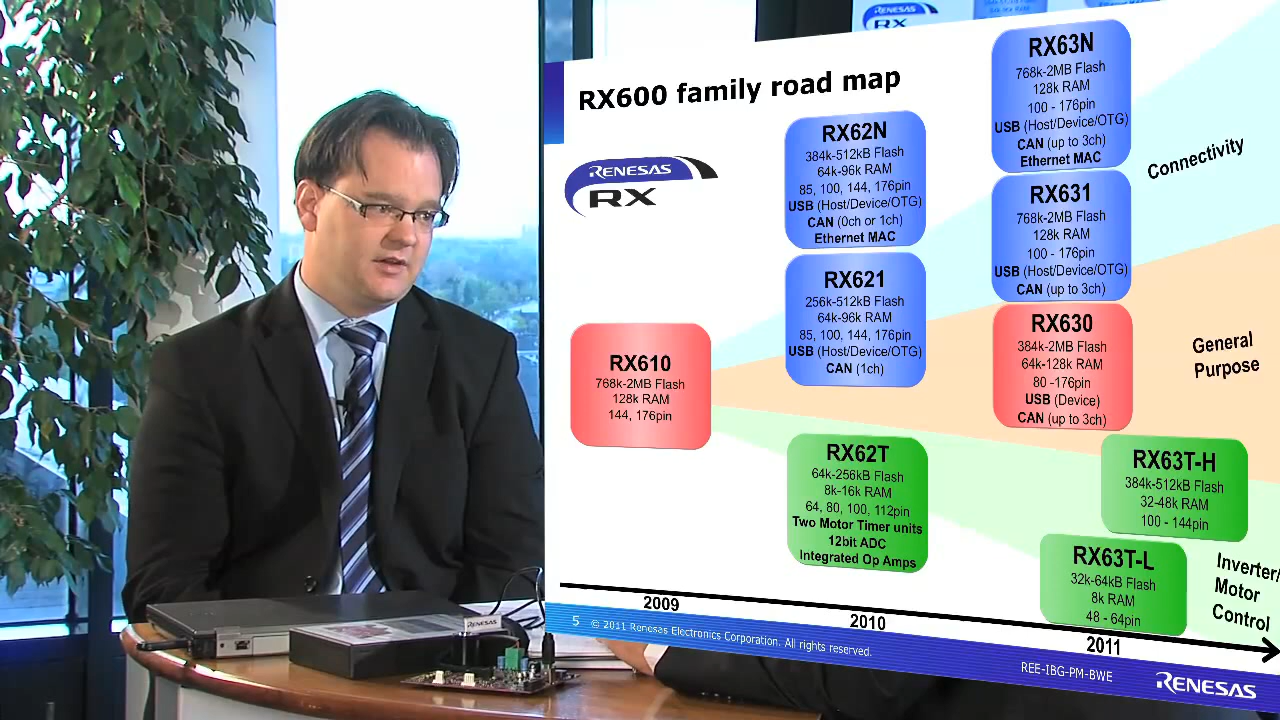 RENESAS
RX
RX600 family road map
RENESAS
RX
RX610
768k-2MB Flash
128k RAM
144, 176pin
RX62N
384k-512kB Flash
64k-96k RAM
85, 100, 144, 176pin
USB (Host/Device/OTG)
CAN (0ch or 1ch)
Ethernet MAC
RX621
256k-512kB Flash
64k-96k RAM
85, 100, 144, 176pin
USB (Host/Device/OTG)
CAN (1ch)
RX62T
64k-256kB Flash
8k-16k RAM
64, 80, 100, 112pin
Two Motor Timer units
12bit ADC
Integrated Op Amps
RX63N
768k-2MB Flash
128k RAM
100 - 176pin
USB (Host/Device/OTG)
CAN (up to 3ch)
Ethernet MAC
RX631
768k-2MB Flash
128k RAM
100 - 176pin
USB (Host/Device/OTG)
CAN (up to 3ch)
RX630
384k-2MB Flash
64k-128k RAM
80 -176pin
USB (Device)
CAN (up to 3ch)
RX63T-H
384k-512kB Flash
32-48k RAM
100 - 144pin
RX63T-L
32k-64kB Flash
8k RAM
48 - 64pin
Connectivity
General
Purpose
Inverter/
Motor
Control
2009
2010
2011
5 © 2011 Renesas Electronics Corporation. All rights reserved.
REE-IBG-PM-BWE
RENESAS
RENESAS